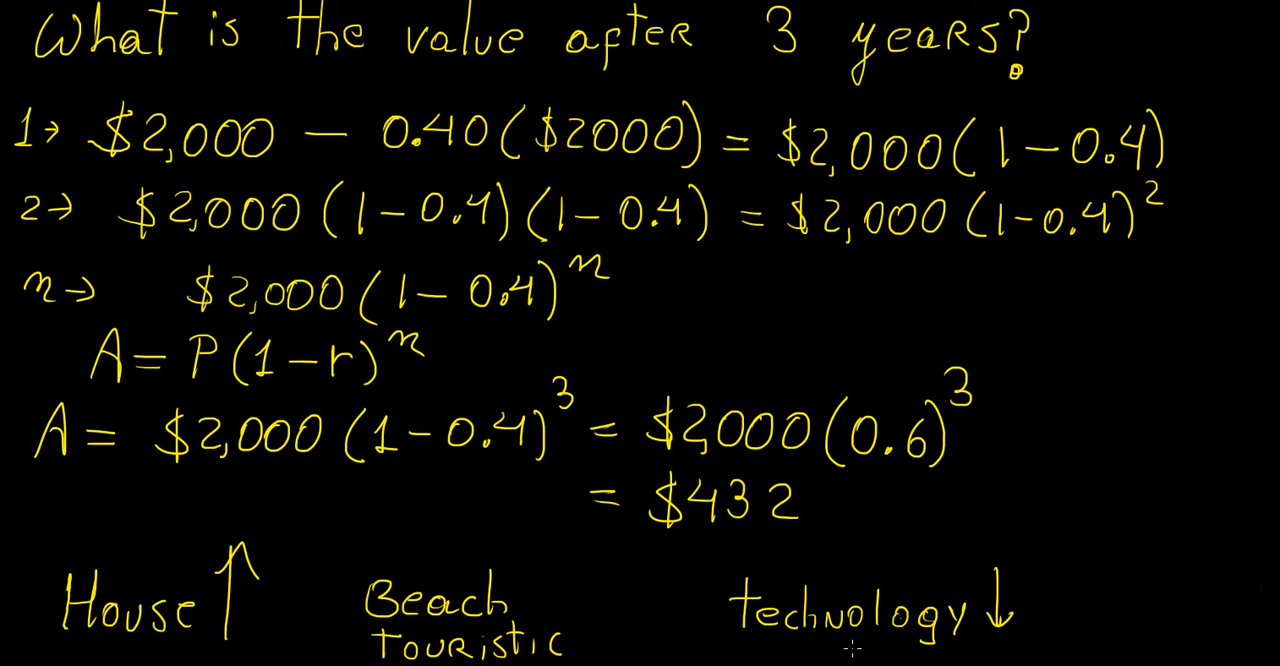 What is the value after 3 years?
1→ $2,000 – 0.40($2000) = $2,000(1–0.4)
2→ $2,000(1–0.4)(1–0.4) = $2,000(1–0.4)²
n→ $2,000(1–0.4)ⁿ
A = P(1–r)ⁿ
A = $2,000(1–0.4)³ = $2,000(0.6)³
= $432
House ↑ Beach Technology ↓
Touristic